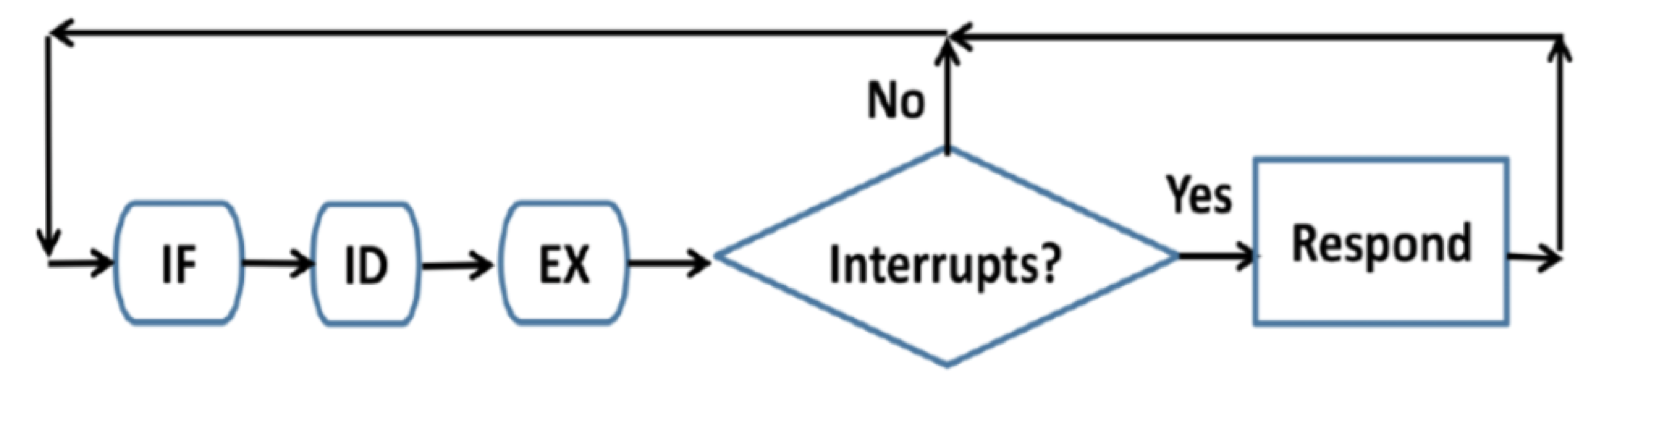 No
Yes
IF
ID
EX
Interrupts?
Respond